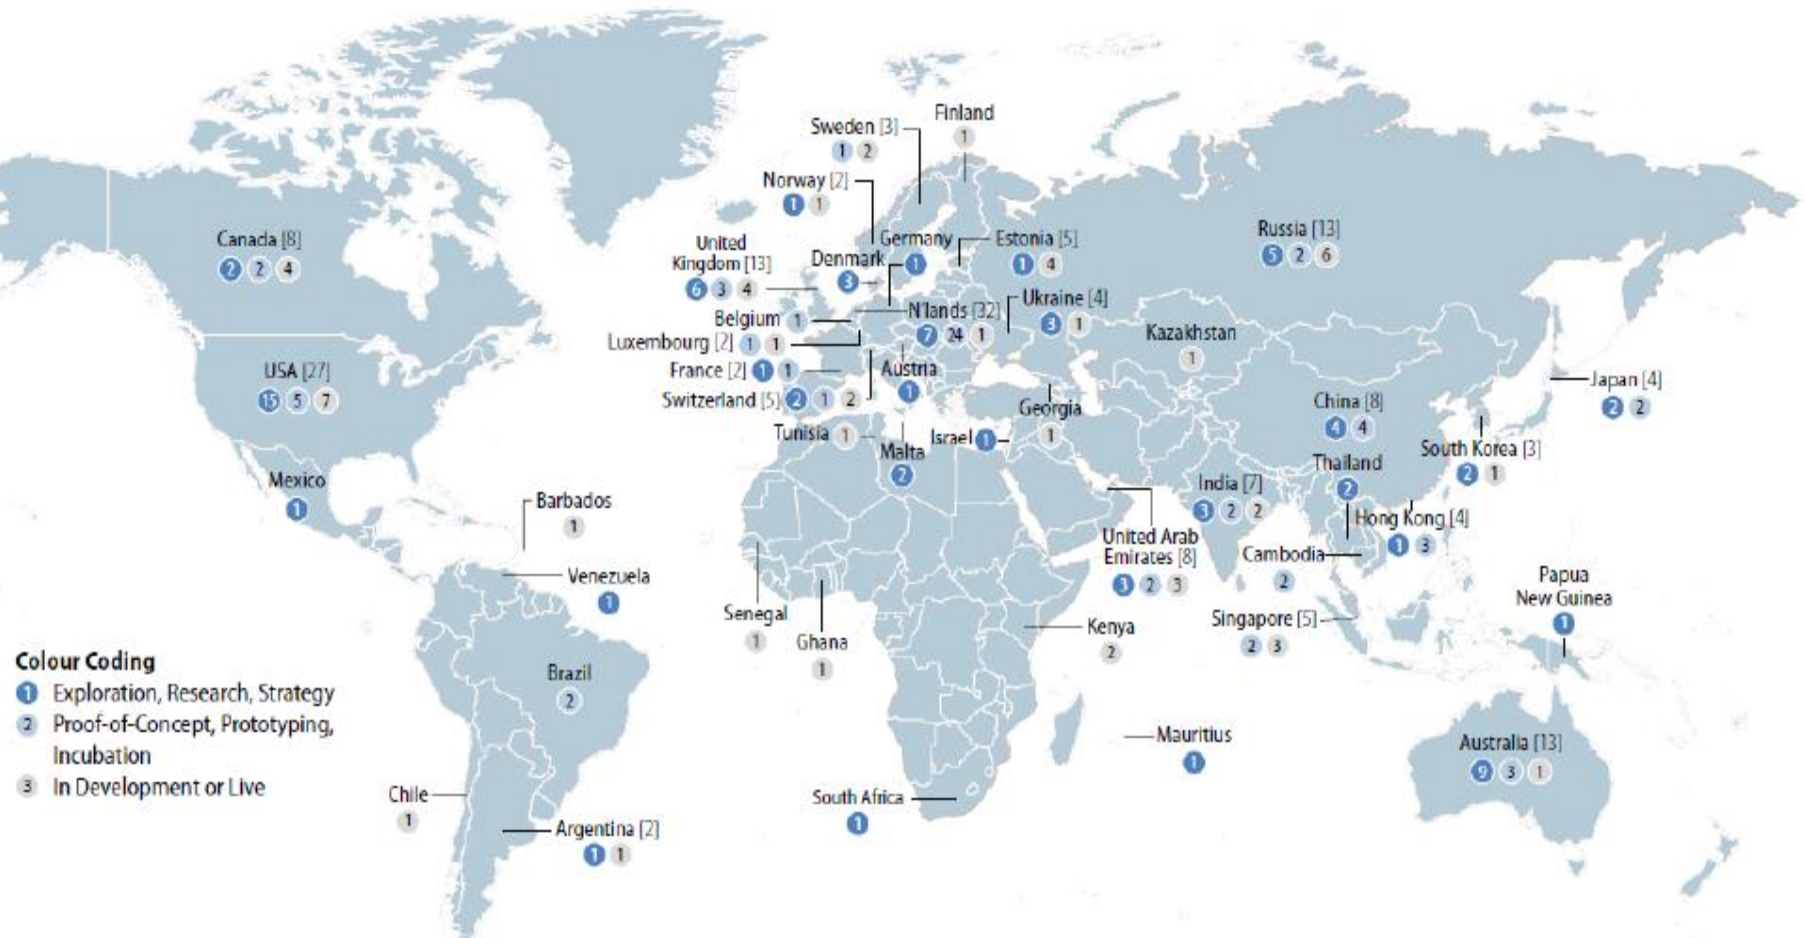 Finland
1
Sweden [3]
1 2
Norway [2]
1 1
Canada [8]
2 2 4
United
Kingdom [13]
6 3 4
Denmark
3
Germany
1
Estonia [5]
1 4
Russia [13]
5 2 6
Belgium 1
N'lands [32]
7 24 1
Ukraine [4]
3 1
Kazakhstan
1
Luxembourg [2] 1 1
France [2] 1 1
Switzerland [5] 2 1 2
Austria
1
USA [27]
15 5 7
Georgia
1
China [8]
4 4
Japan [4]
2 2
Tunisia 1
Malta
2
Israel 1
South Korea [3]
2 1
Thailand
2
Mexico
1
Barbados
1
India [7]
3 2 2
Hong Kong [4]
1 3
United Arab
Emirates [8]
3 2 3
Cambodia
2
Venezuela
1
Papua
New Guinea
1
Senegal
1
Ghana
1
Kenya
2
Singapore [5]
2 3
Brazil
2
Mauritius
1
Australia [13]
9 3 1
Chile
1
Argentina [2]
1 1
South Africa
1
Colour Coding
1 Exploration, Research, Strategy
2 Proof-of-Concept, Prototyping,
Incubation
3 In Development or Live